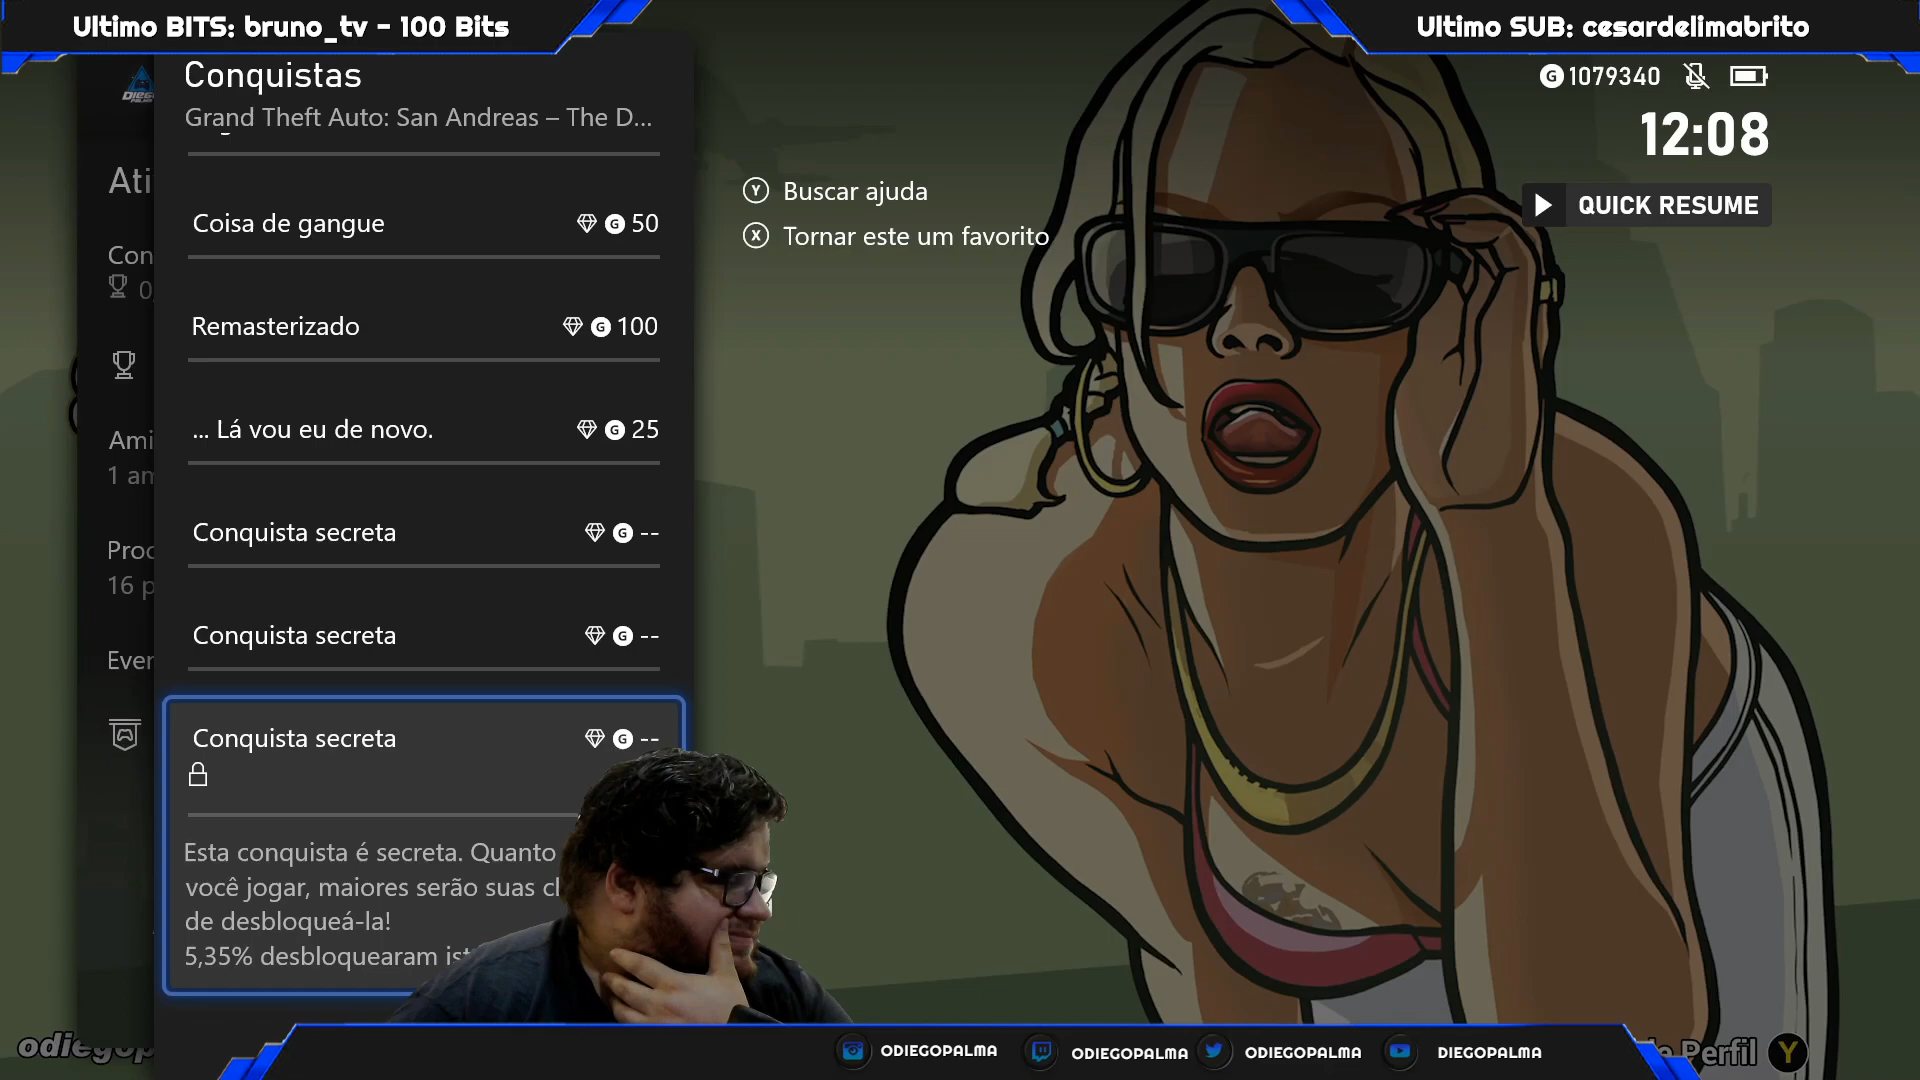 Ultimo BITS: bruno_tv - 100 Bits
Ultimo SUB: cesardelimabrito
Conquistas
Grand Theft Auto: San Andreas – The D...
G 1079340
12:08
QUICK RESUME
Y Buscar ajuda
X Tornar este um favorito
Ati
Con
0
Ami
1 am
Proc
16 p
Ever
Coisa de gangue G 50
Remasterizado G 100
... Lá vou eu de novo. G 25
Conquista secreta G --
Conquista secreta G --
Conquista secreta G --
Esta conquista é secreta. Quanto
você jogar, maiores serão suas
de desbloqueá-la!
5,35% desbloquearam
ODIEGOPALMA
ODIEGOPALMA
ODIEGOPALMA
DIEGOPALMA
Perfil Y